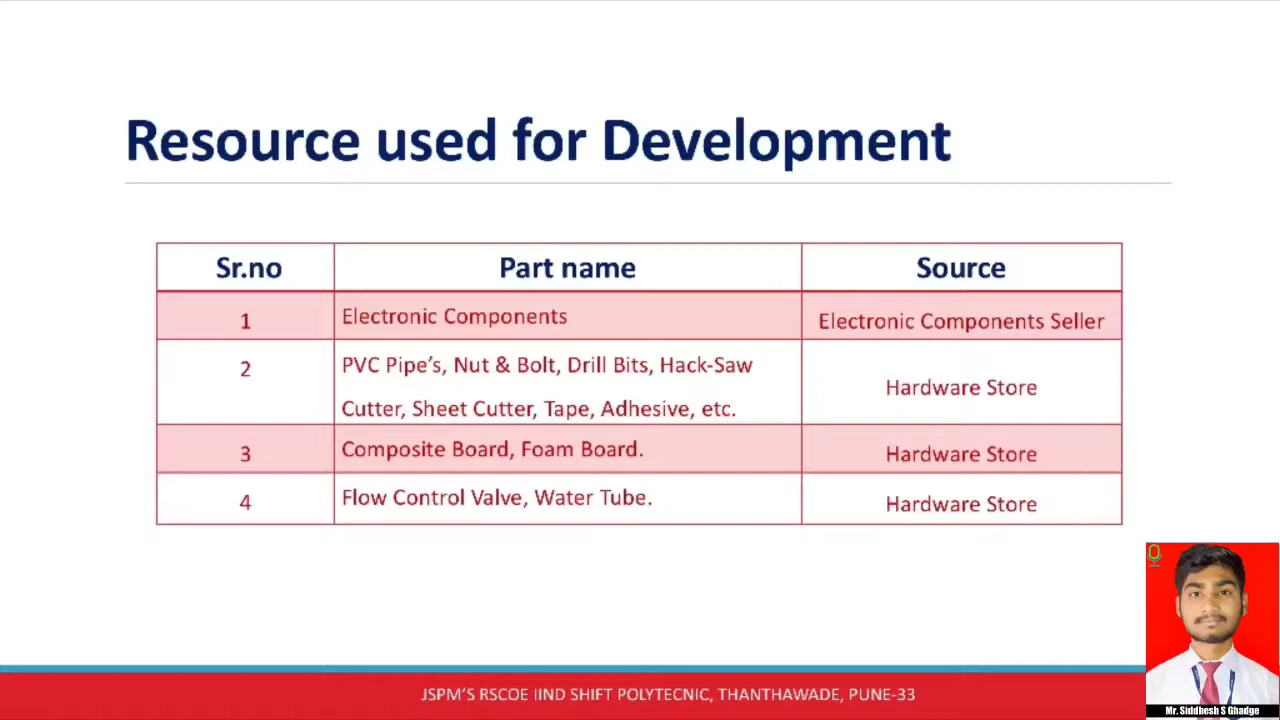 Resource used for Development
Sr.no Part name Source
1 Electronic Components Electronic Components Seller
2 PVC Pipe’s, Nut & Bolt, Drill Bits, Hack-Saw
Cutter, Sheet Cutter, Tape, Adhesive, etc. Hardware Store
3 Composite Board, Foam Board. Hardware Store
4 Flow Control Valve, Water Tube. Hardware Store
JSPM’S RSCOE IIND SHIFT POLYTECNIC, THANTHAWADE, PUNE-33
Mr. Siddhesh S Ghadge